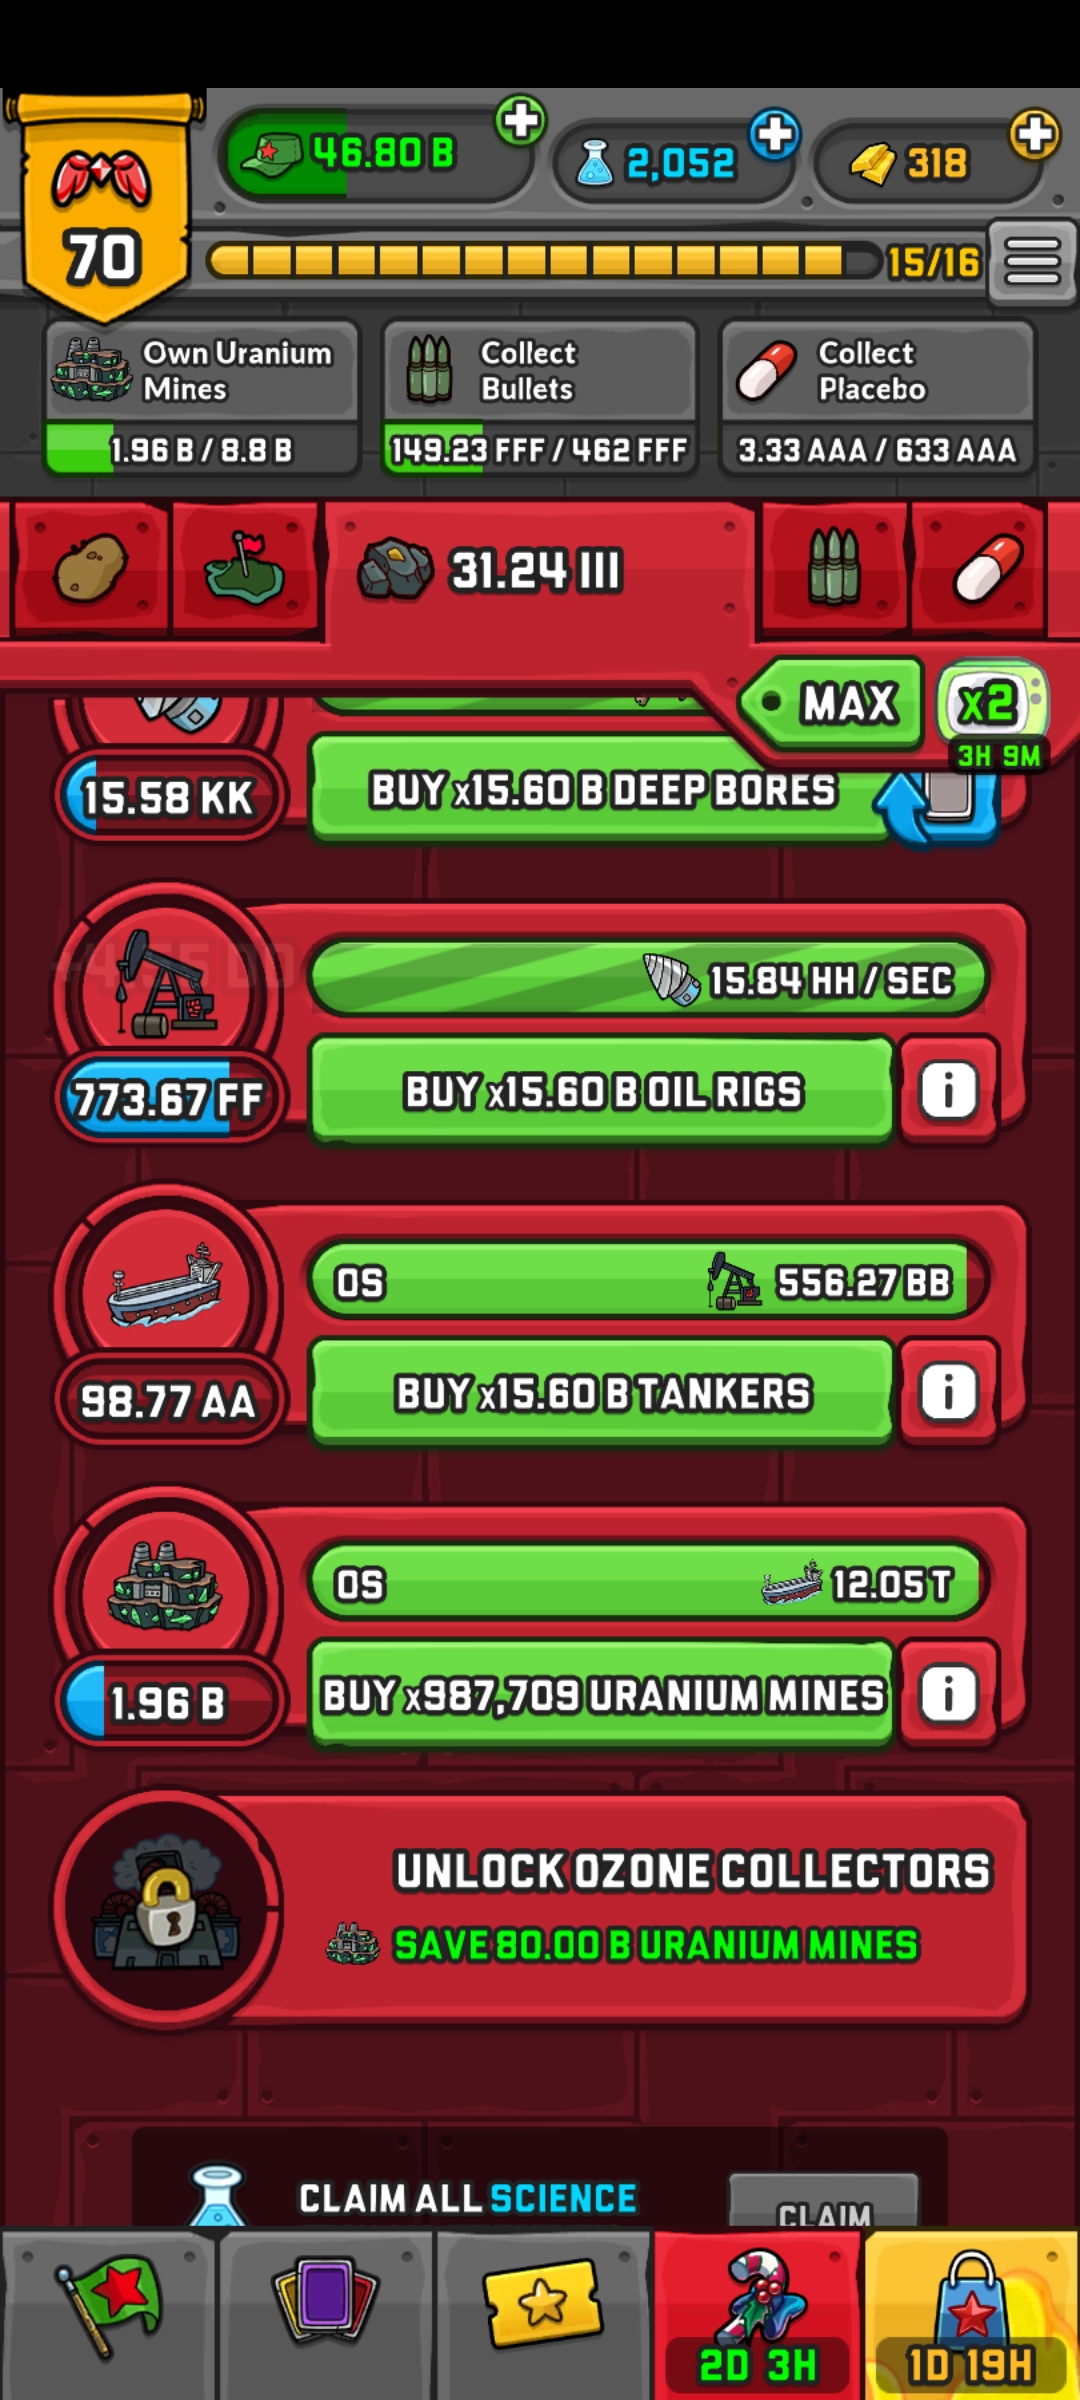 46.80 B
2,052
318
70
15/16
Own Uranium
Mines
1.96 B / 8.8 B
Collect
Bullets
149.23 FFF / 462 FFF
Collect
Placebo
3.33 AAA / 633 AAA
31.24 III
MAX
x2
3H 9M
15.58 KK
BUY x15.60 B DEEP BORES
15.84 HH / SEC
773.67 FF
BUY x15.60 B OIL RIGS
i
0S
556.27 BB
98.77 AA
BUY x15.60 B TANKERS
i
0S
12.05 T
1.96 B
BUY x987,709 URANIUM MINES
i
UNLOCK OZONE COLLECTORS
SAVE 80.00 B URANIUM MINES
CLAIM ALL SCIENCE
CLAIM
2D 3H
1D 19H